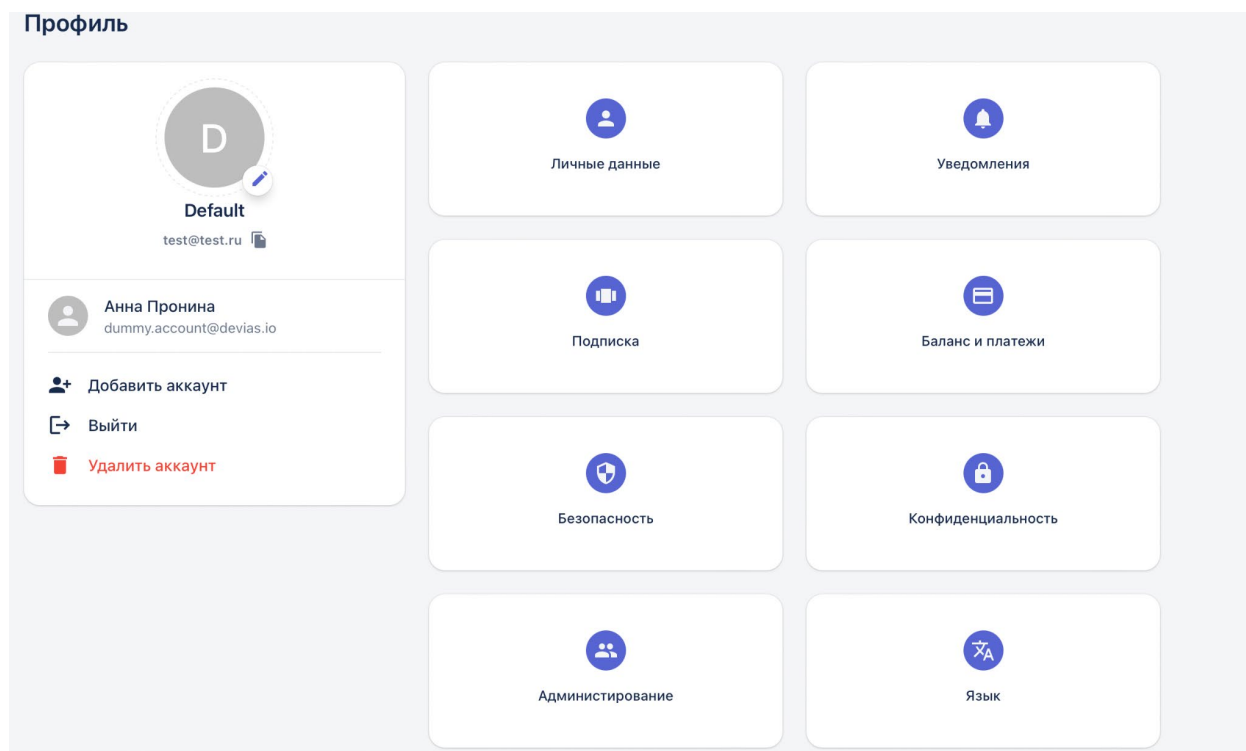 Профиль
D
Default
test@test.ru
Анна Пронина
dummy.account@devias.io
Добавить аккаунт
Выйти
Удалить аккаунт
Личные данные
Уведомления
Подписка
Баланс и платежи
Безопасность
Конфиденциальность
Администрирование
Язык